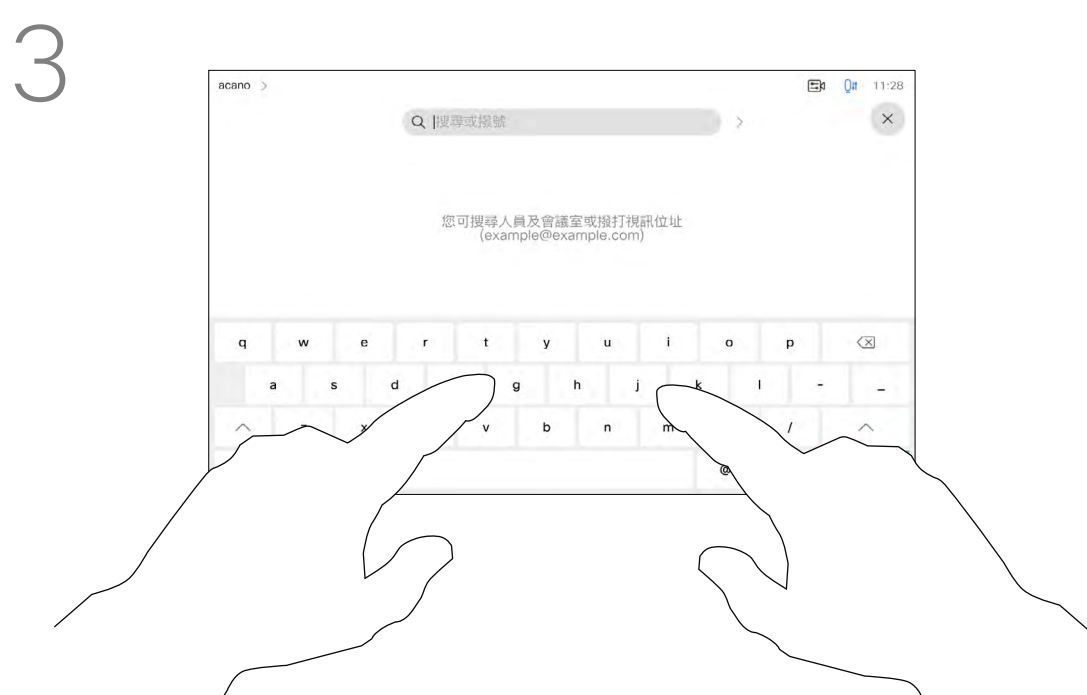 3
acano >
11:28
搜尋或撥號 >
您可搜尋人員及會議室或撥打視訊位址
(example@example.com)
q w e r t y u i o p
a s d g h j k l - _
x v b n m /
@